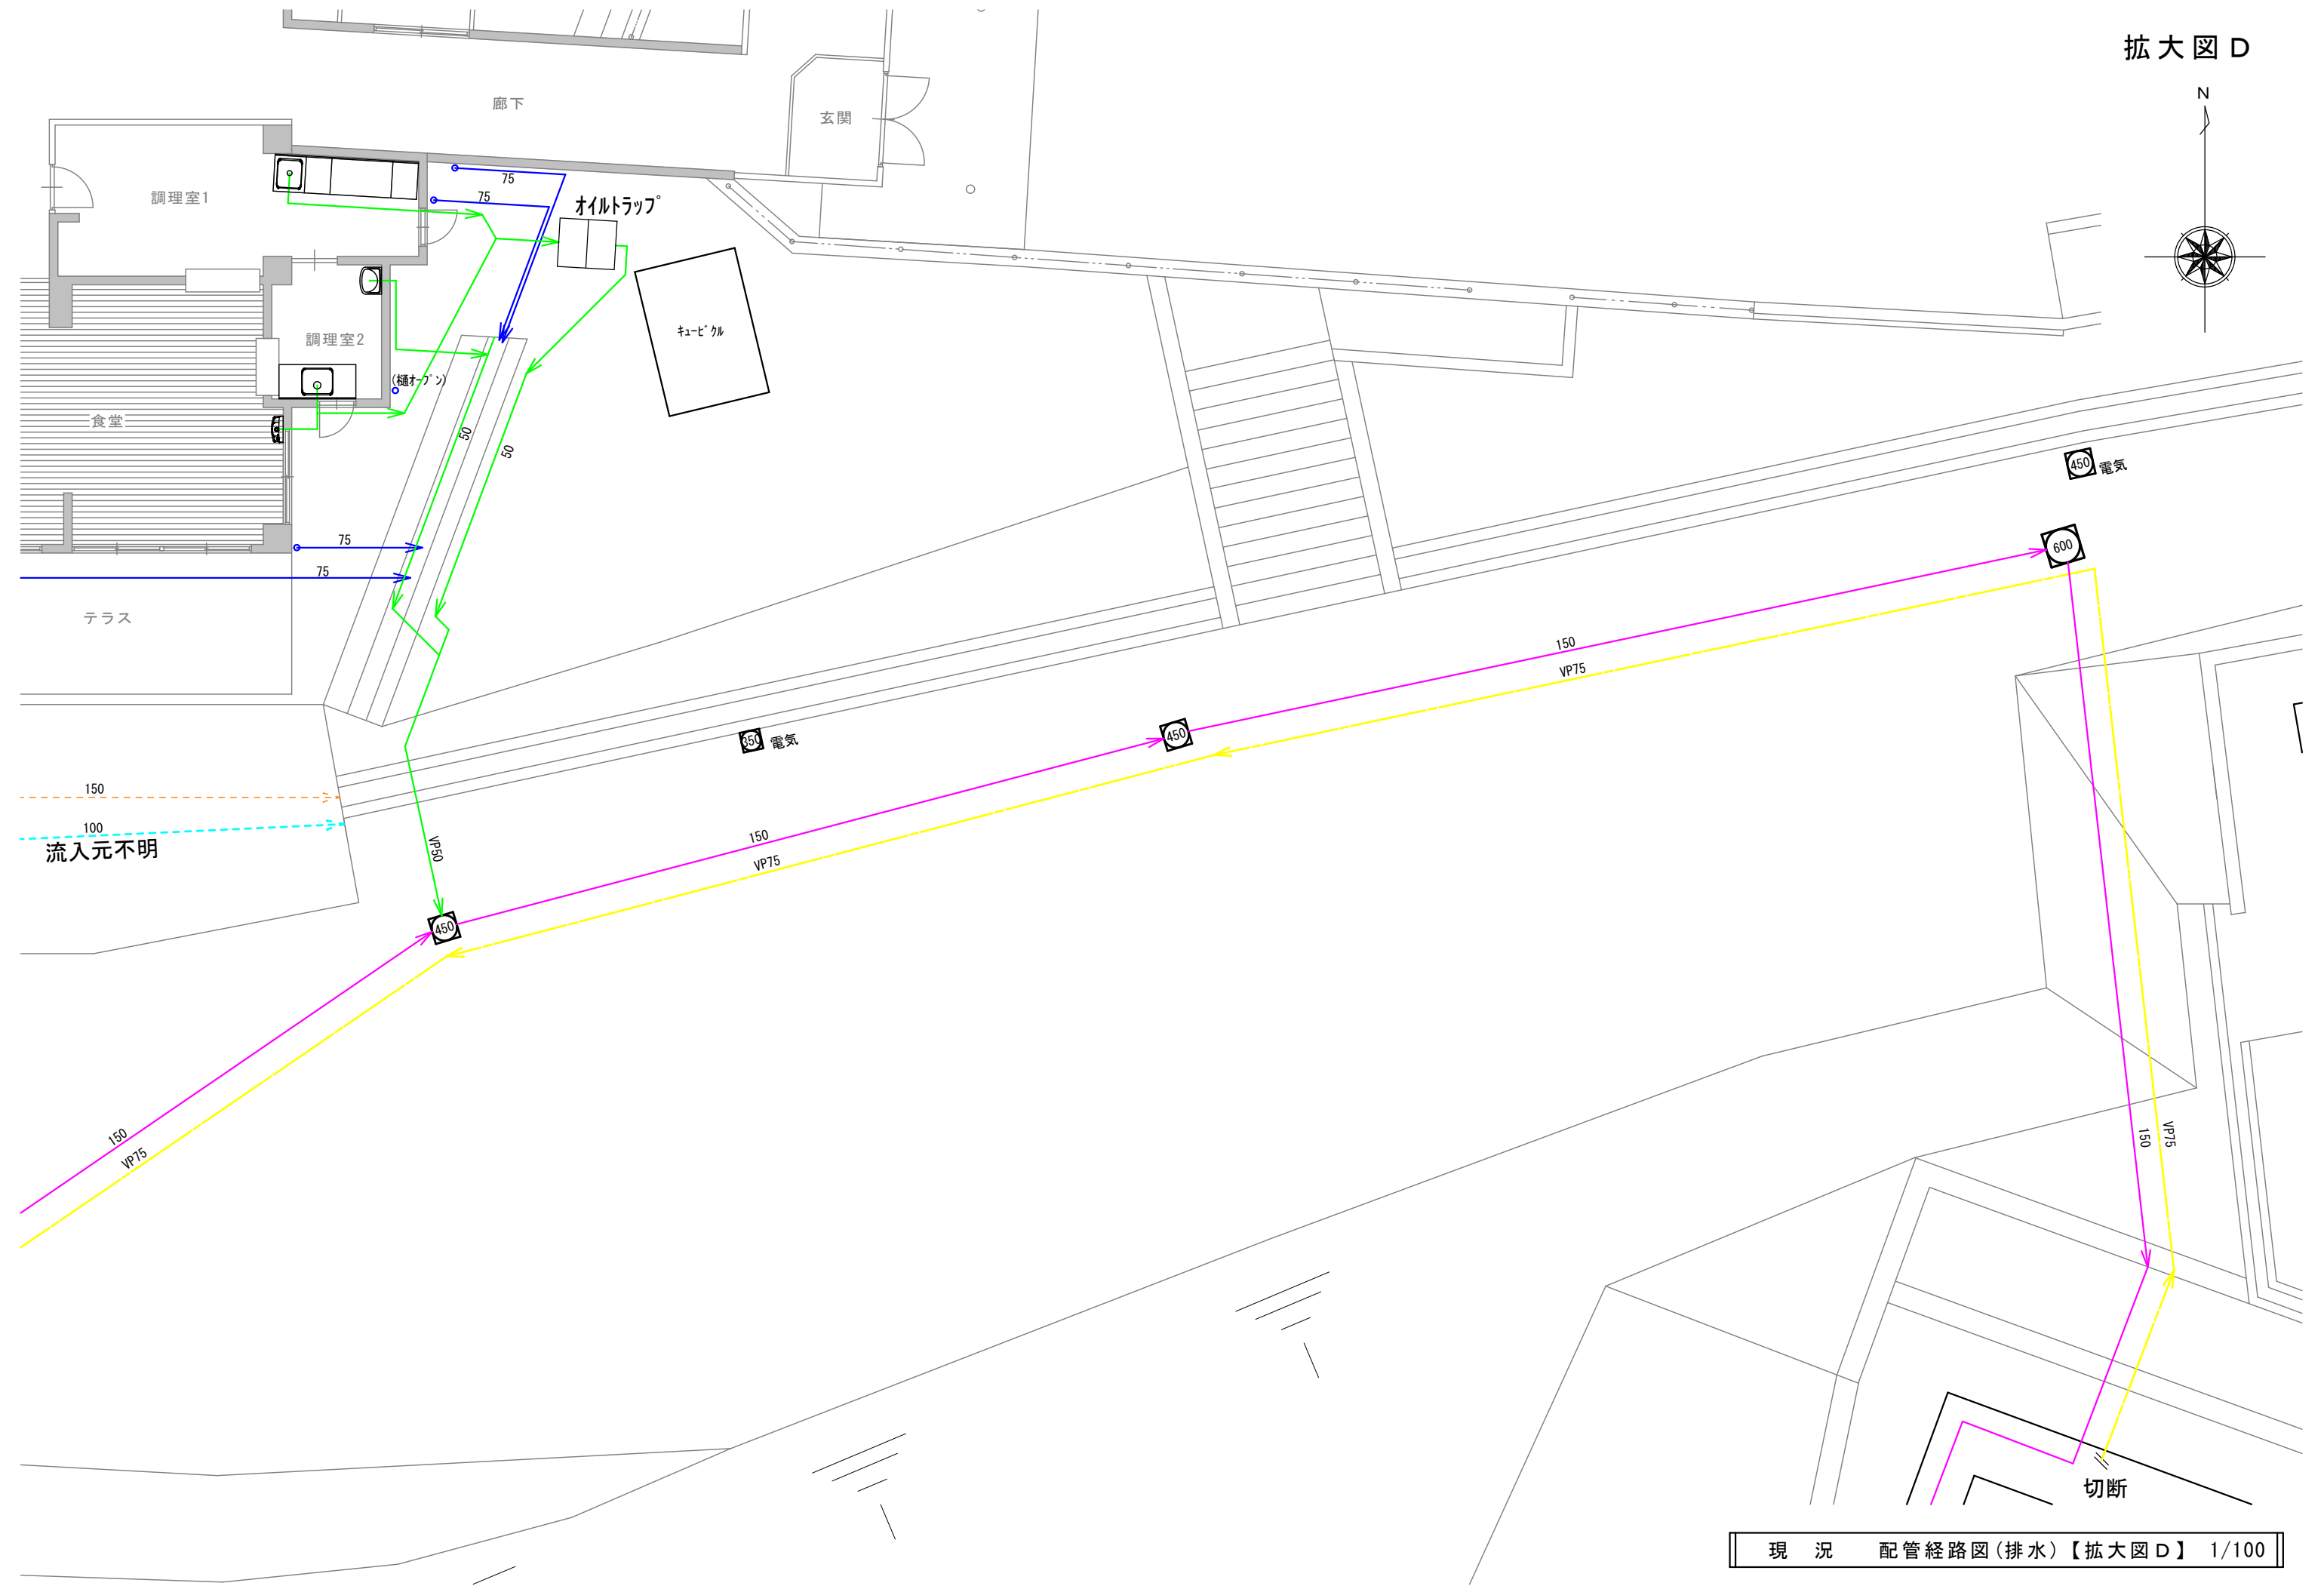 拡大図D
N
廊下
玄関
調理室1
75
75
オイルトラップ
キュービクル
調理室2
(樋オープン)
食堂
50
50
75
75
テラス
450
電気
600
150
VP75
450
350
電気
150
100
流入元不明
VP50
150
VP75
450
150
VP75
150
VP75
切断
現 況 配管経路図(排水)【拡大図D】 1/100